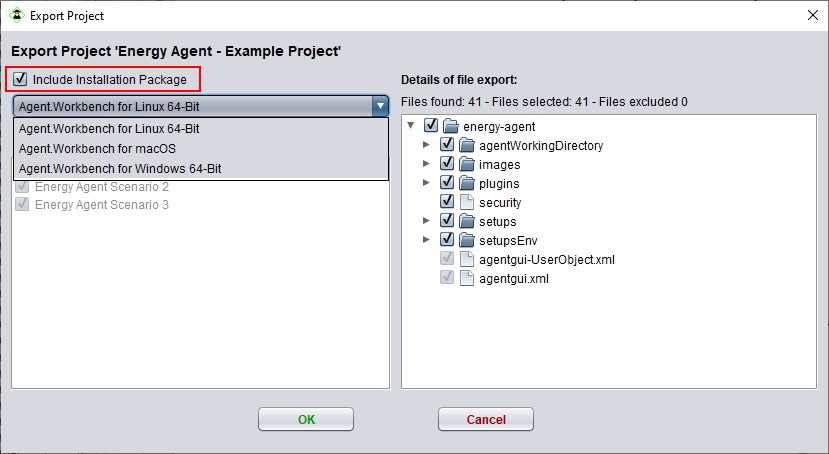 Export Project
Export Project 'Energy Agent - Example Project'
Include Installation Package
Agent.Workbench for Linux 64-Bit
Agent.Workbench for Linux 64-Bit
Agent.Workbench for macOS
Agent.Workbench for Windows 64-Bit
Energy Agent Scenario 2
Energy Agent Scenario 3
Details of file export:
Files found: 41 - Files selected: 41 - Files excluded 0
energy-agent
agentWorkingDirectory
images
plugins
security
setups
setupsEnv
agentgui-UserObject.xml
agentgui.xml
OK
Cancel